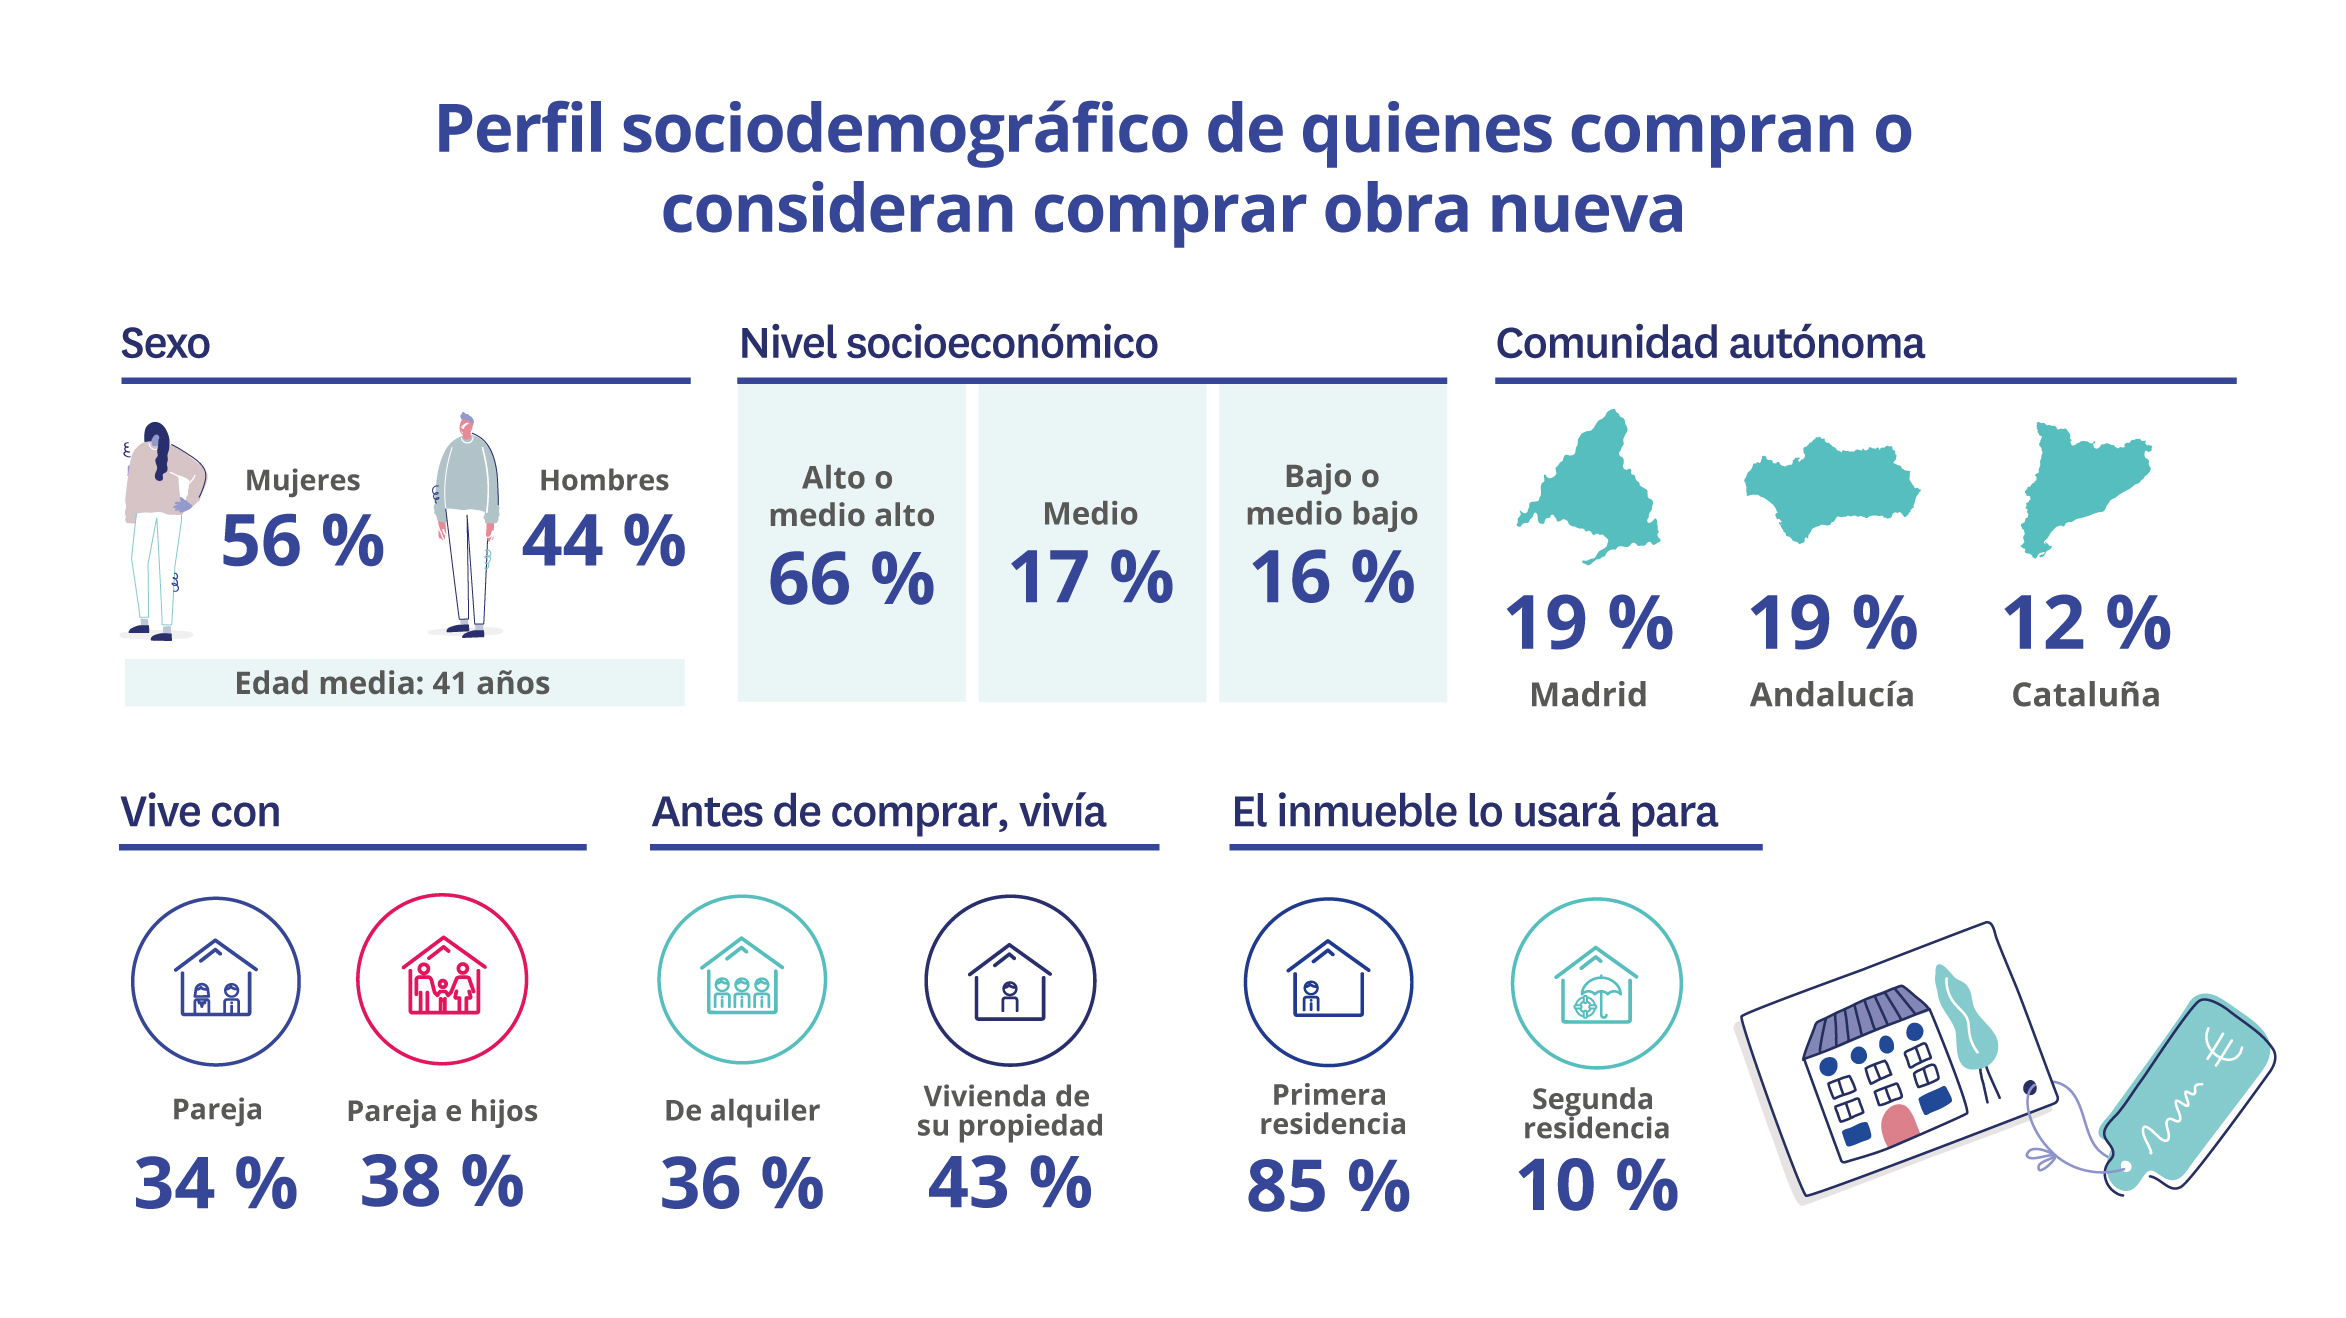 Perfil sociodemográfico de quienes compran o
consideran comprar obra nueva
Sexo
Mujeres
56 %
Hombres
44 %
Edad media: 41 años
Nivel socioeconómico
Alto o
medio alto
66 %
Medio
17 %
Bajo o
medio bajo
16 %
Comunidad autónoma
19 %
Madrid
19 %
Andalucía
12 %
Cataluña
Vive con
Pareja
34 %
Pareja e hijos
38 %
Antes de comprar, vivía
De alquiler
36 %
Vivienda de
su propiedad
43 %
El inmueble lo usará para
Primera
residencia
85 %
Segunda
residencia
10 %
€